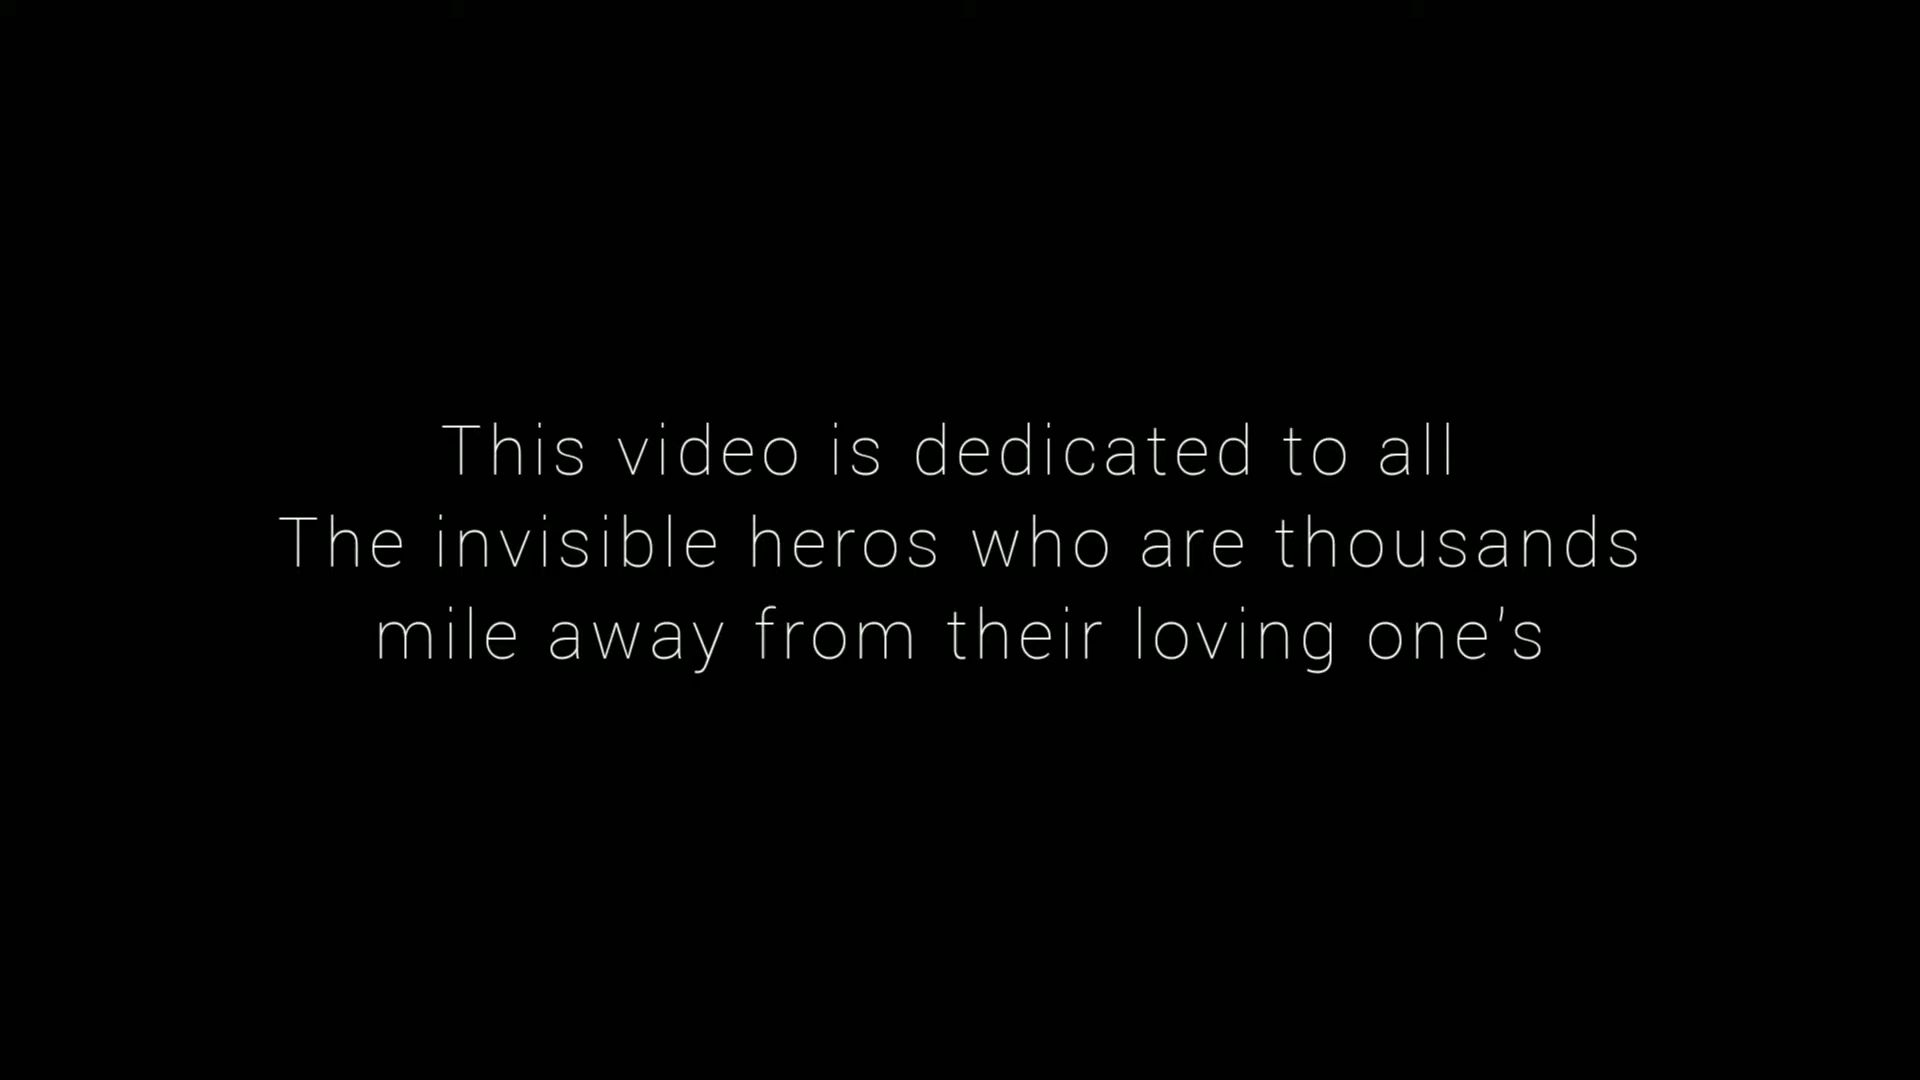 This video is dedicated to all
The invisible heros who are thousands
mile away from their loving one's